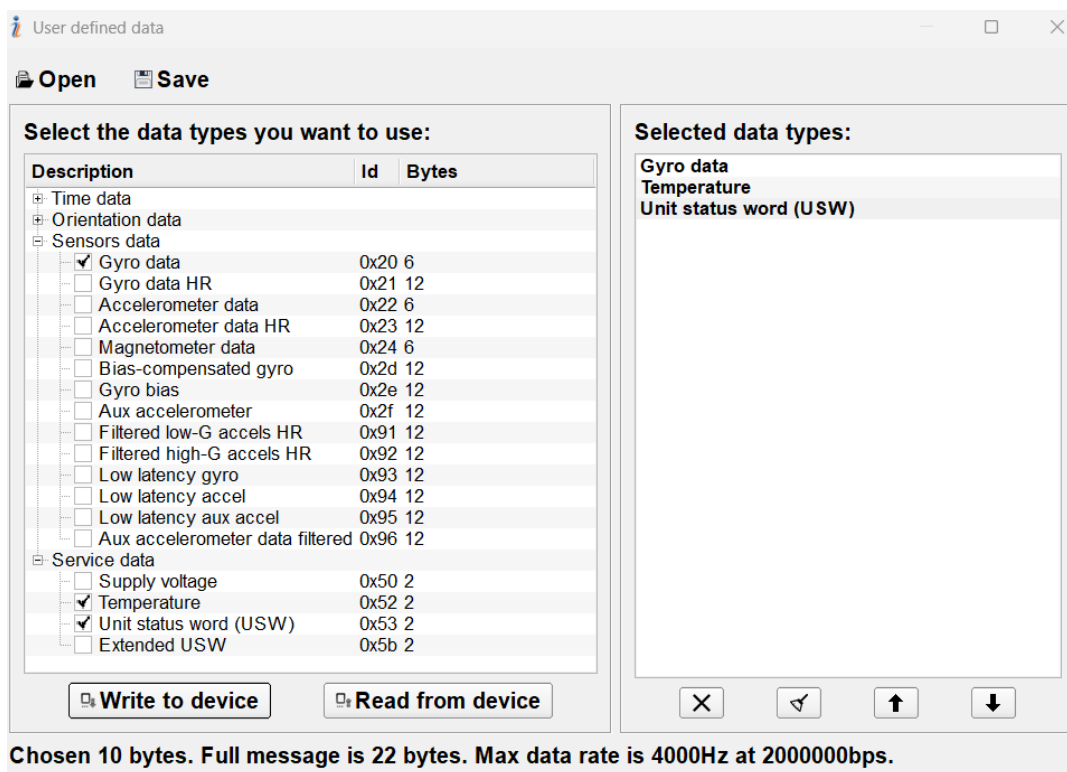 User defined data
Open Save
Select the data types you want to use:
Description Id Bytes
Time data
Orientation data
Sensors data
Gyro data 0x20 6
Gyro data HR 0x21 12
Accelerometer data 0x22 6
Accelerometer data HR 0x23 12
Magnetometer data 0x24 6
Bias-compensated gyro 0x2d 12
Gyro bias 0x2e 12
Aux accelerometer 0x2f 12
Filtered low-G accels HR 0x91 12
Filtered high-G accels HR 0x92 12
Low latency gyro 0x93 12
Low latency accel 0x94 12
Low latency aux accel 0x95 12
Aux accelerometer data filtered 0x96 12
Service data
Supply voltage 0x50 2
Temperature 0x52 2
Unit status word (USW) 0x53 2
Extended USW 0x5b 2
Write to device Read from device
Selected data types:
Gyro data
Temperature
Unit status word (USW)
Chosen 10 bytes. Full message is 22 bytes. Max data rate is 4000Hz at 2000000bps.